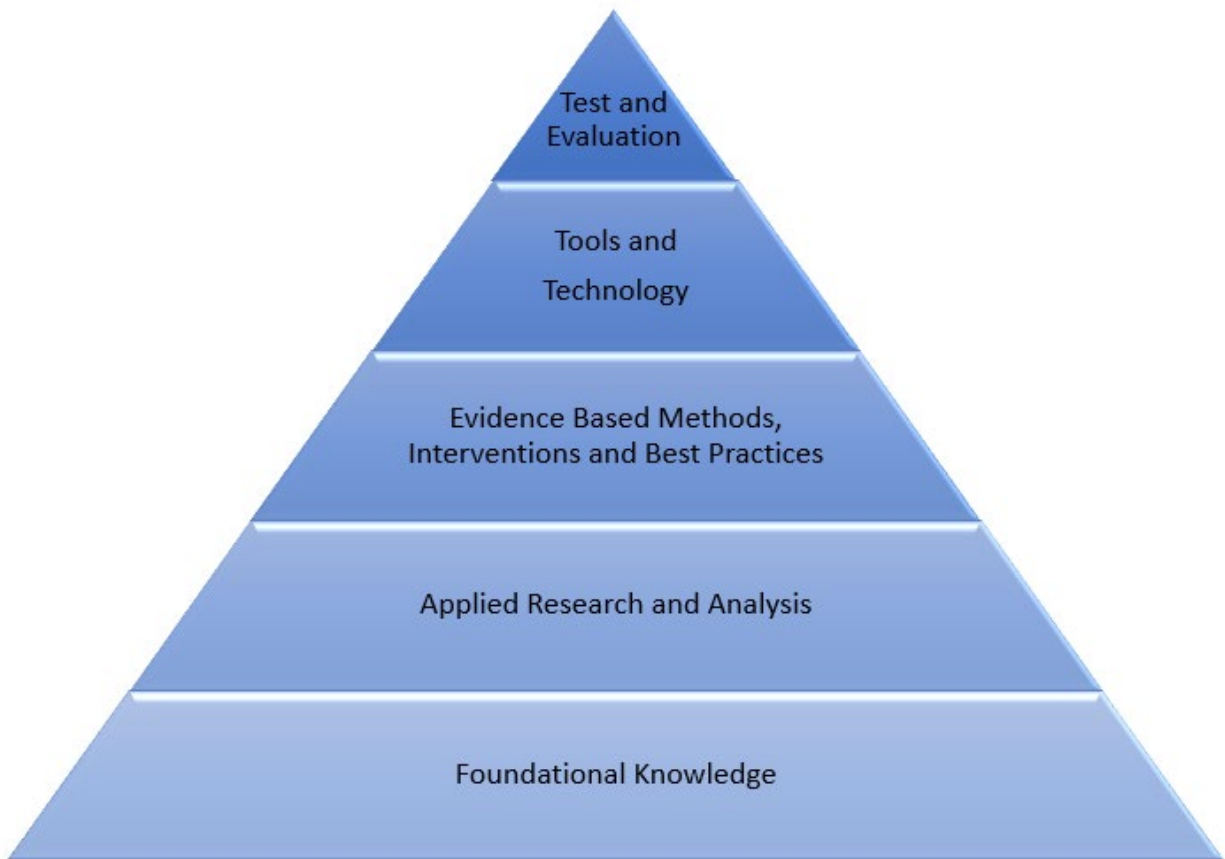 Test and
Evaluation
Tools and
Technology
Evidence Based Methods,
Interventions and Best Practices
Applied Research and Analysis
Foundational Knowledge